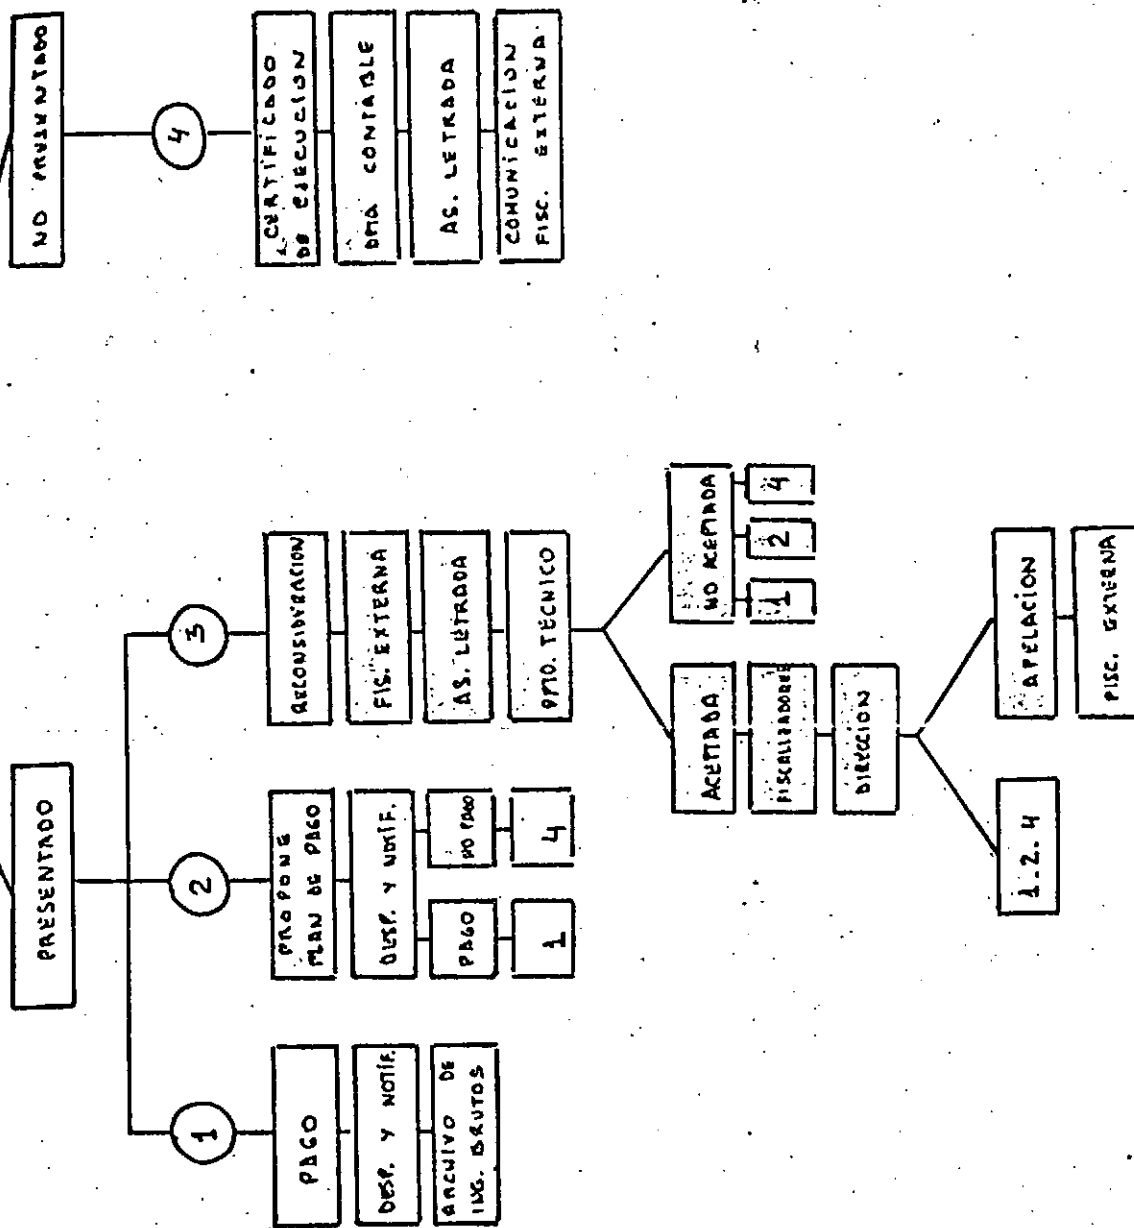 PRESENTADO
NO PRESENTADO
1
2
3
4
PAGO
DESP. Y NOTIF.
ARCHIVO DE
ING. BRUTOS
PROPONE
PLAN DE PAGO
DESP. Y NOTIF.
PAGO
NO PAGO
1
4
RECONSIDERACION
FIS. EXTERNA
AS. LETRADA
DPTO. TECNICO
ACEPTADA
FISCALIZADORES
DIRECCION
NO ACEPTADA
1
2
4
1.2.4
APELACION
FISC. EXTERNA
CERTIFICADO
DE EJECUCION
DMA CONTABLE
AS. LETRADA
COMUNICACION
FISC. EXTERNA.